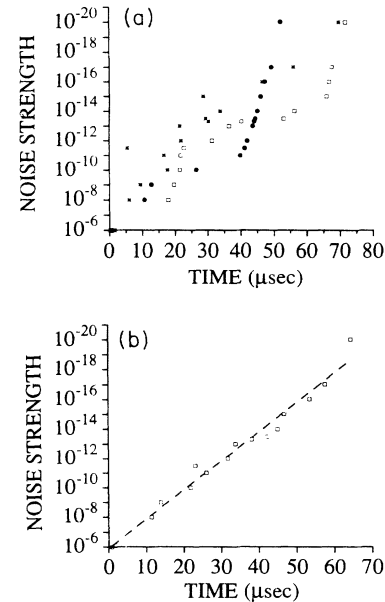 (a)
NOISE STRENGTH
10⁻²⁰
10⁻¹⁸
10⁻¹⁶
10⁻¹⁴
10⁻¹²
10⁻¹⁰
10⁻⁸
10⁻⁶
0 10 20 30 40 50 60 70 80
TIME (μsec)
(b)
NOISE STRENGTH
10⁻²⁰
10⁻¹⁸
10⁻¹⁶
10⁻¹⁴
10⁻¹²
10⁻¹⁰
10⁻⁸
10⁻⁶
0 10 20 30 40 50 60 70
TIME (μsec)